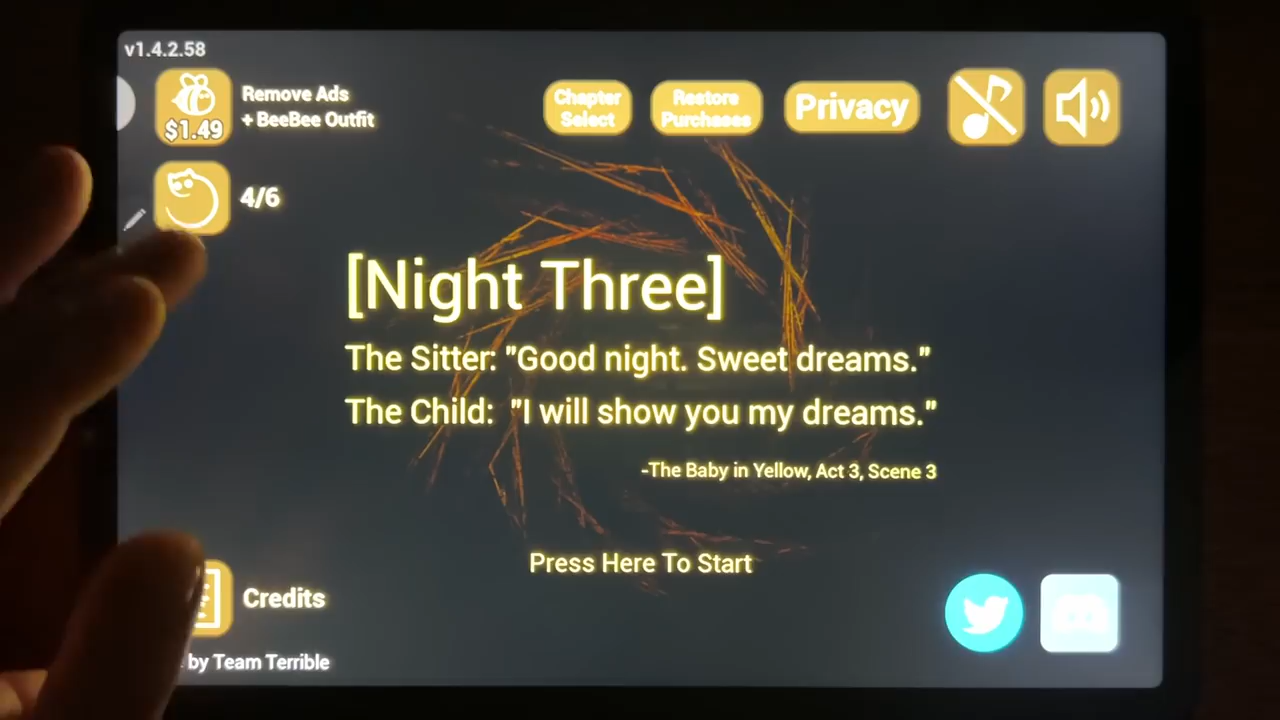 v1.4.2.58
$1.49
Remove Ads
+ BeeBee Outfit
Chapter
Select
Restore
Purchases
Privacy
4/6
[Night Three]
The Sitter: "Good night. Sweet dreams."
The Child: "I will show you my dreams."
-The Baby in Yellow, Act 3, Scene 3
Press Here To Start
Credits
by Team Terrible